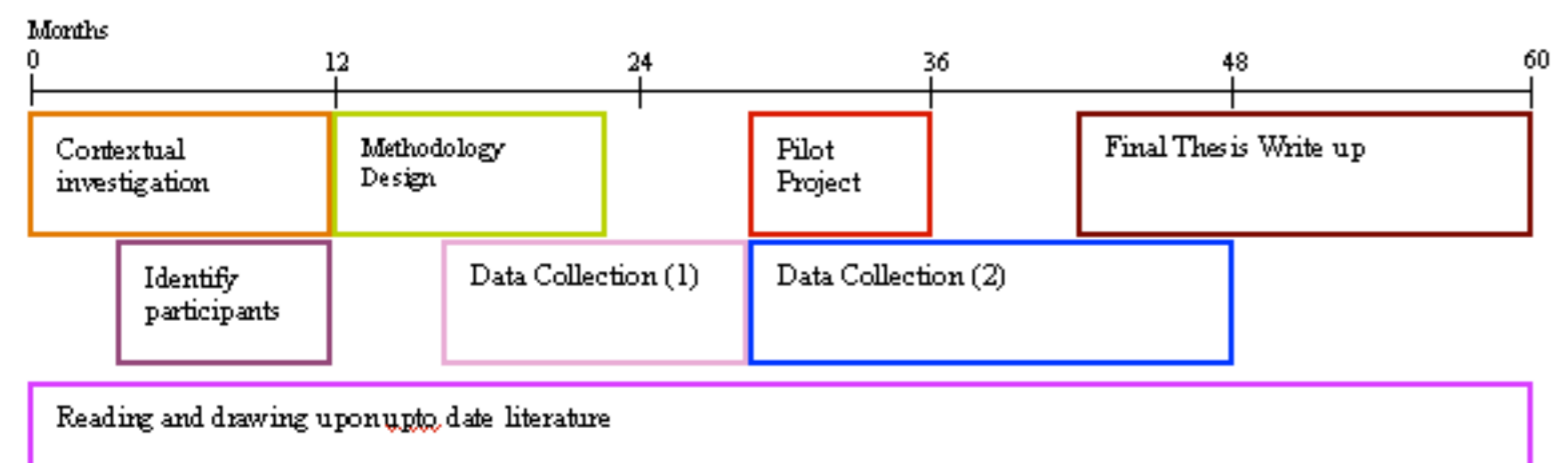 Months
0 12 24 36 48 60
Contextual
investigation
Methodology
Design
Pilot
Project
Final Thesis Write up
Identify
participants
Data Collection (1)
Data Collection (2)
Reading and drawing upon upto date literature